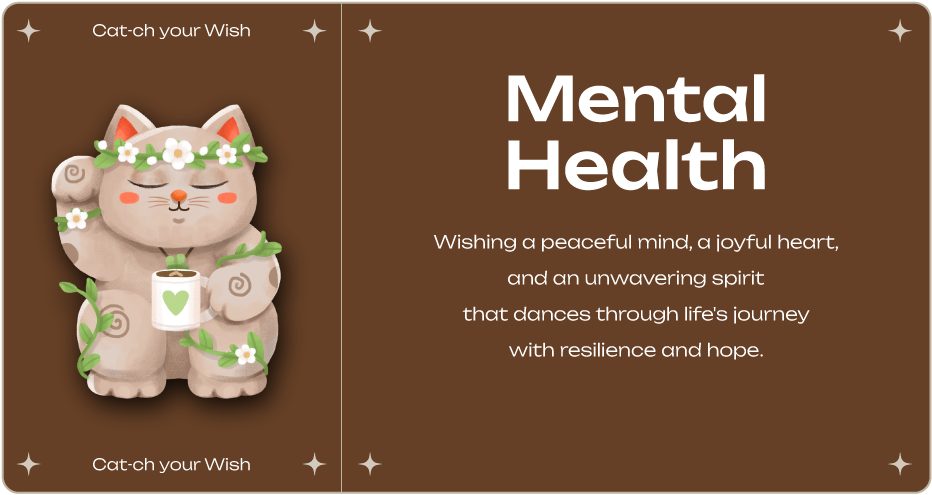 Cat-ch your Wish
Mental
Health
Wishing a peaceful mind, a joyful heart,
and an unwavering spirit
that dances through life's journey
with resilience and hope.
Cat-ch your Wish